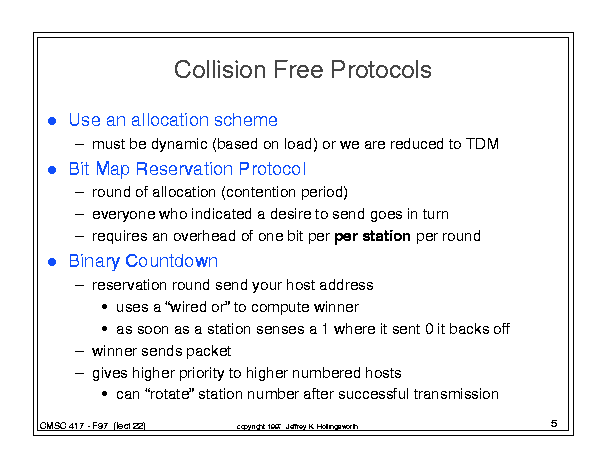 Collision Free Protocols
● Use an allocation scheme
– must be dynamic (based on load) or we are reduced to TDM
● Bit Map Reservation Protocol
– round of allocation (contention period)
– everyone who indicated a desire to send goes in turn
– requires an overhead of one bit per per station per round
● Binary Countdown
– reservation round send your host address
• uses a “wired or” to compute winner
• as soon as a station senses a 1 where it sent 0 it backs off
– winner sends packet
– gives higher priority to higher numbered hosts
• can “rotate” station number after successful transmission
CMSC 417 - F97 (lect 22)
copyright 1997 Jeffrey K. Hollingsworth
5